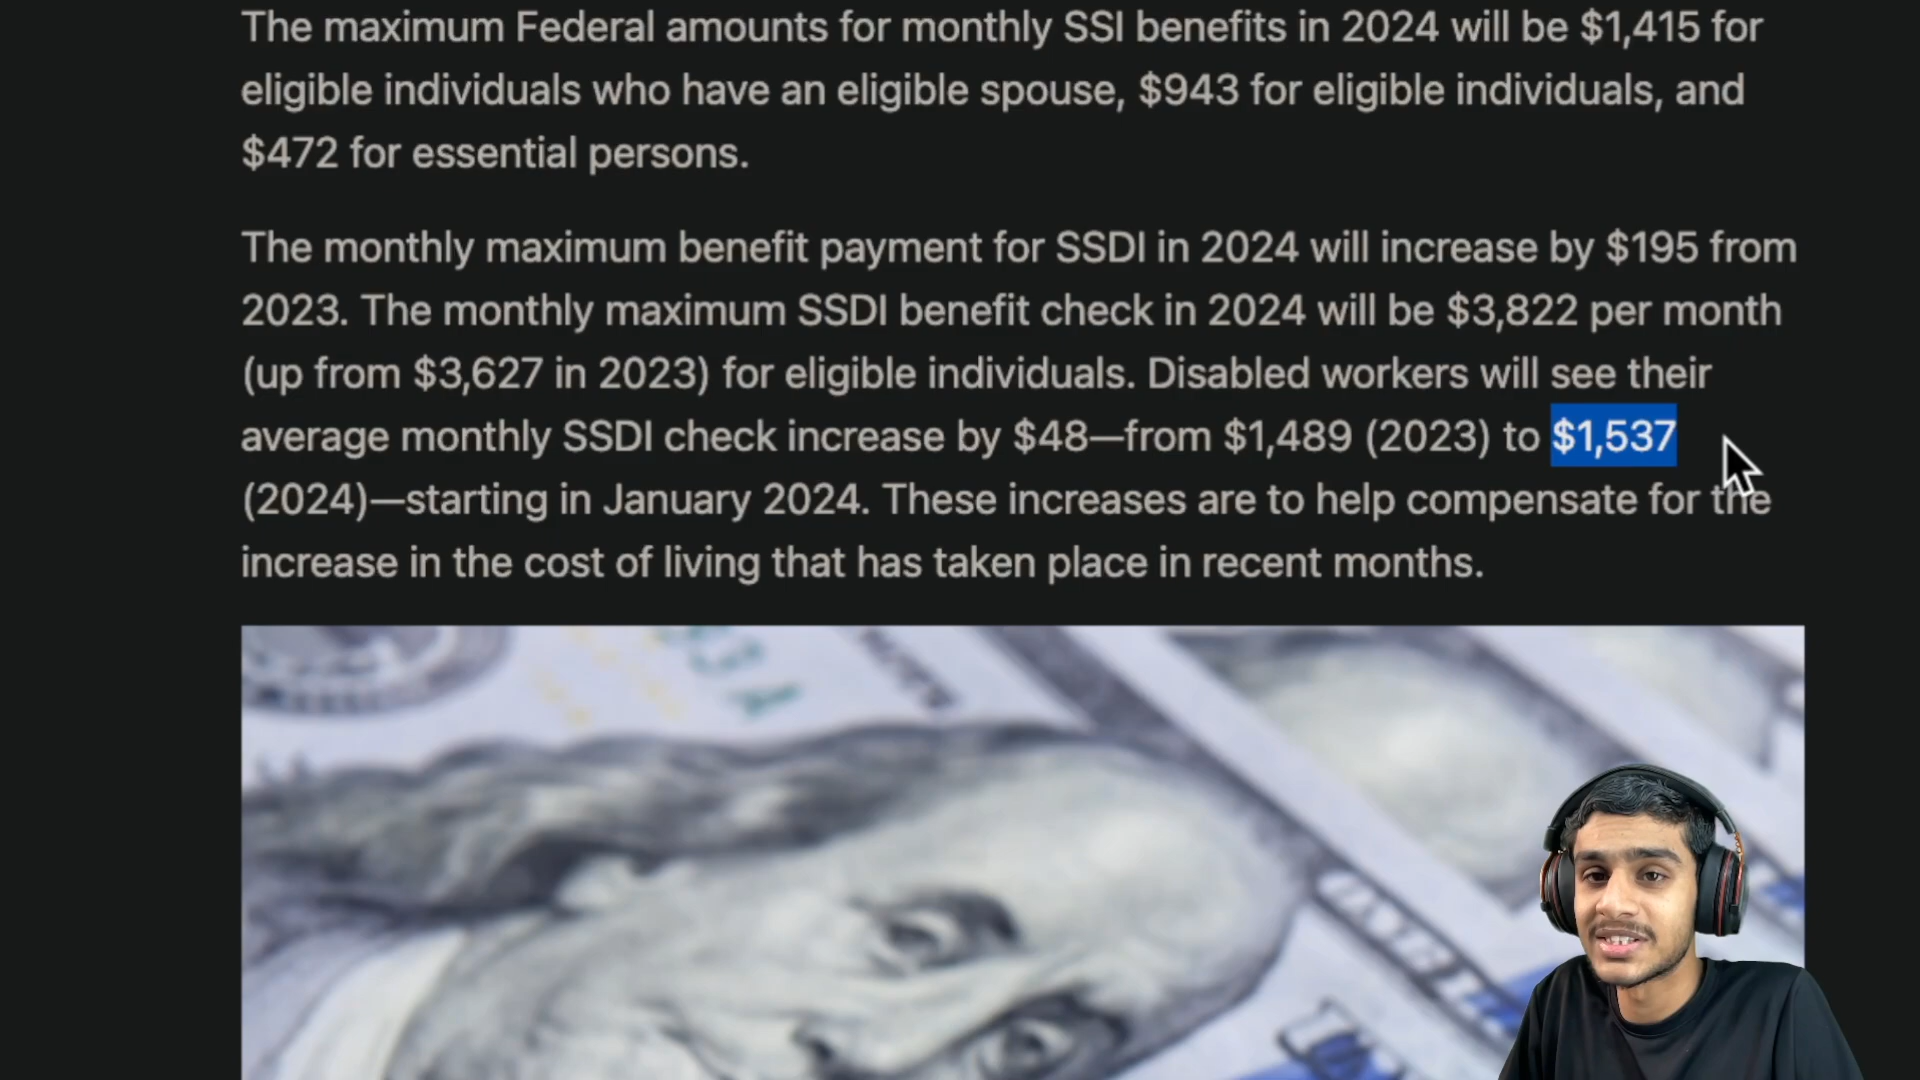 The maximum Federal amounts for monthly SSI benefits in 2024 will be $1,415 for
eligible individuals who have an eligible spouse, $943 for eligible individuals, and
$472 for essential persons.
The monthly maximum benefit payment for SSDI in 2024 will increase by $195 from
2023. The monthly maximum SSDI benefit check in 2024 will be $3,822 per month
(up from $3,627 in 2023) for eligible individuals. Disabled workers will see their
average monthly SSDI check increase by $48—from $1,489 (2023) to $1,537
(2024)—starting in January 2024. These increases are to help compensate for the
increase in the cost of living that has taken place in recent months.